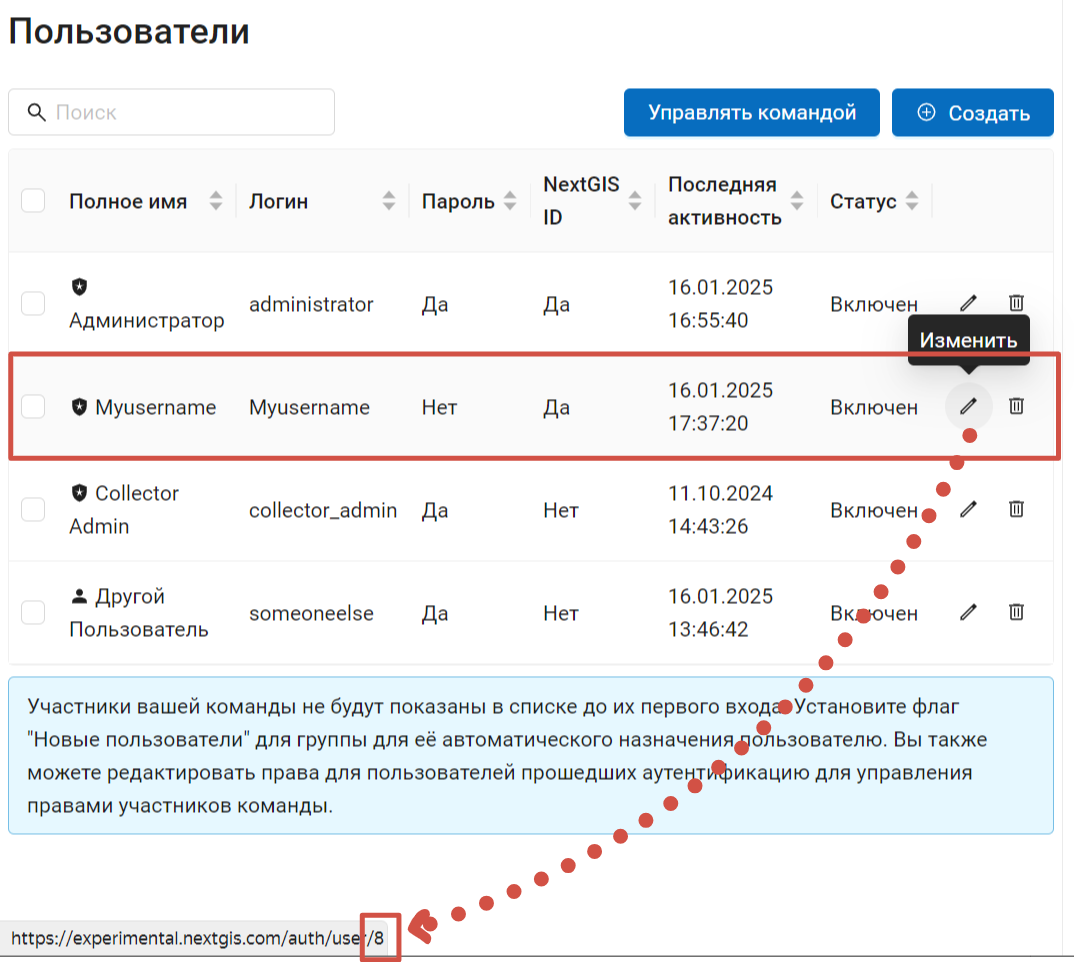 Пользователи
Поиск
Управлять командой
Создать
Полное имя
Логин
Пароль
NextGIS
ID
Последняя
активность
Статус
Администратор
administrator
Да
Да
16.01.2025
16:55:40
Включен
Изменить
Myusername
Myusername
Нет
Да
16.01.2025
17:37:20
Включен
Collector
Admin
collector_admin
Да
Нет
11.10.2024
14:43:26
Включен
Другой
Пользователь
someoneelse
Да
Нет
16.01.2025
13:46:42
Включен
Участники вашей команды не будут показаны в списке до их первого входа. Установите флаг
"Новые пользователи" для группы для её автоматического назначения пользователю. Вы также
можете редактировать права для пользователей прошедших аутентификацию для управления
правами участников команды.
https://experimental.nextgis.com/auth/user/8